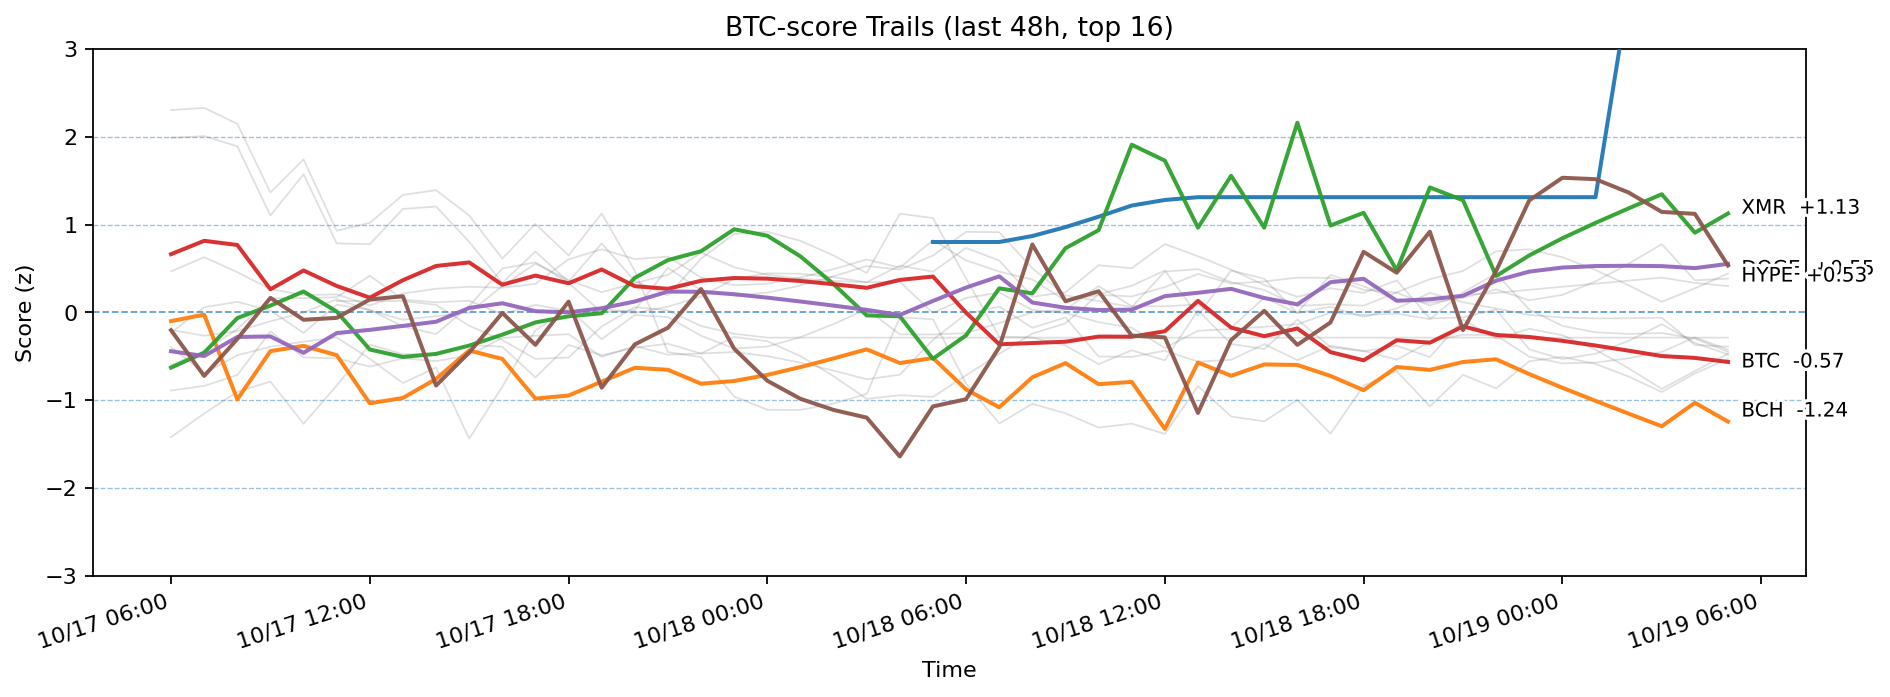 BTC-score Trails (last 48h, top 16)
Score (z)
3
2
1
0
−1
−2
−3
XMR +1.13
HYPE +0.53
BTC -0.57
BCH -1.24
10/17 06:00
10/17 12:00
10/17 18:00
10/18 00:00
10/18 06:00
10/18 12:00
10/18 18:00
10/19 00:00
10/19 06:00
Time